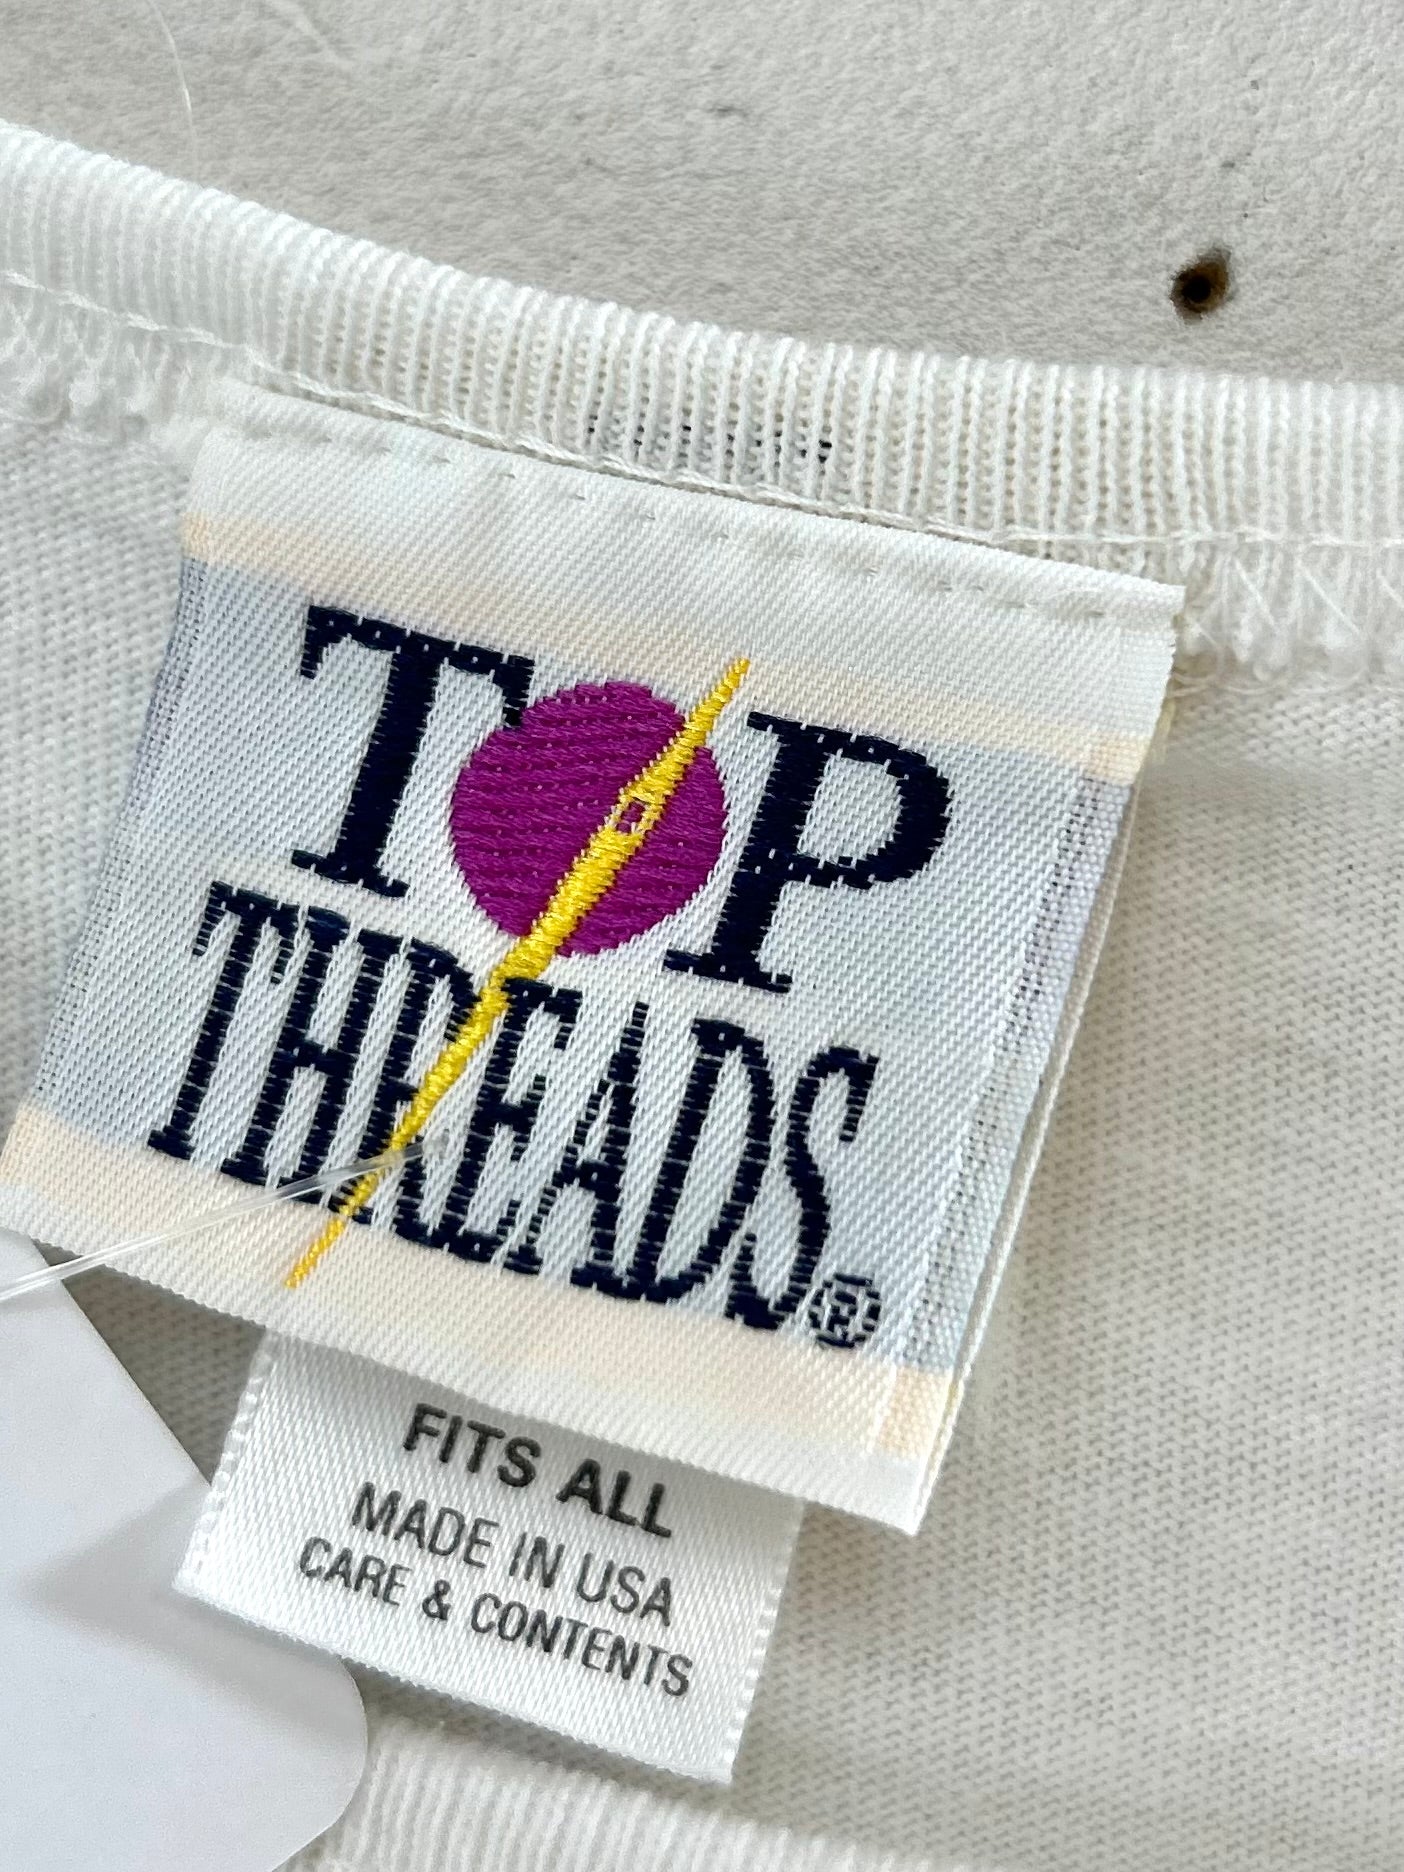 TOP
THREADS®
FITS ALL
MADE IN USA
CARE & CONTENTS